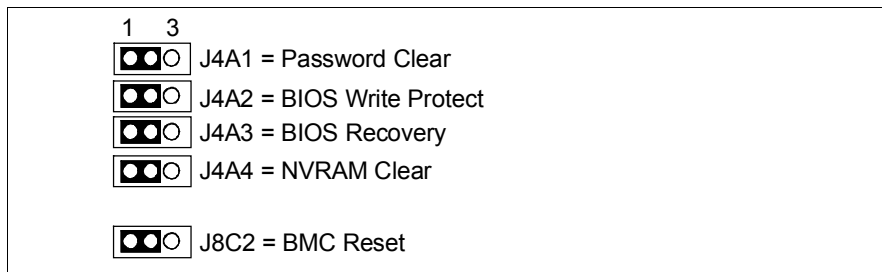 1 3
J4A1 = Password Clear
J4A2 = BIOS Write Protect
J4A3 = BIOS Recovery
J4A4 = NVRAM Clear
J8C2 = BMC Reset